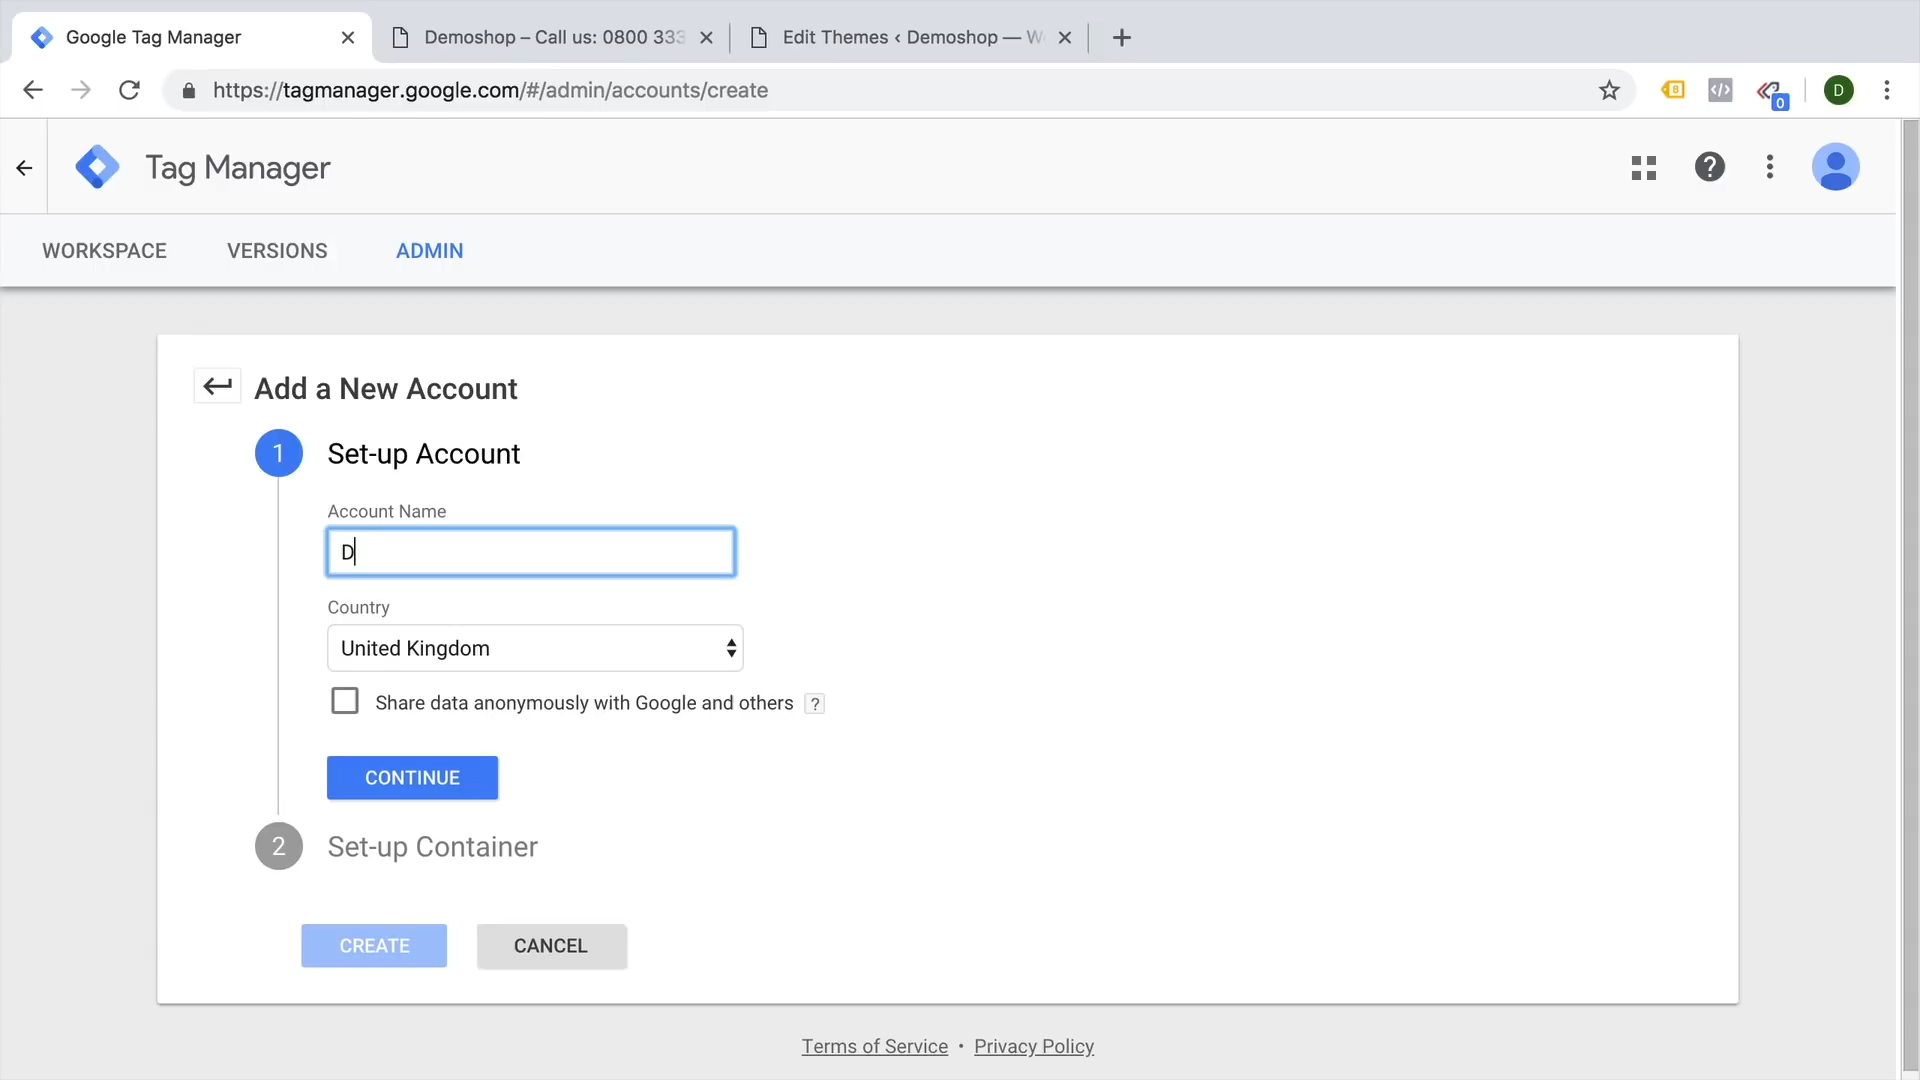 Google Tag Manager
Demoshop – Call us: 0800 333
Edit Themes ‹ Demoshop — W
https://tagmanager.google.com/#/admin/accounts/create
0
D
Tag Manager
WORKSPACE VERSIONS ADMIN
Add a New Account
1 Set-up Account
Account Name
D
Country
United Kingdom
Share data anonymously with Google and others ?
CONTINUE
2 Set-up Container
CREATE CANCEL
Terms of Service • Privacy Policy